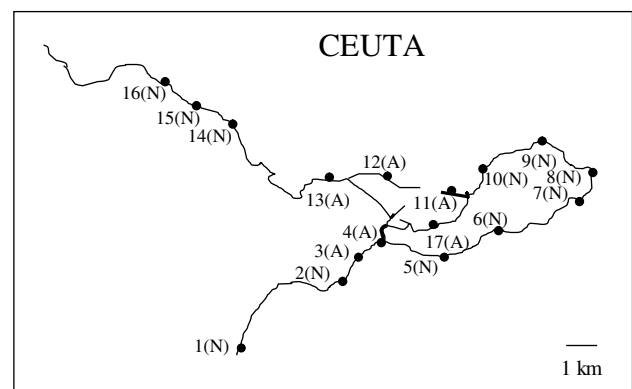 CEUTA
16(N)
15(N)
14(N)
13(A)
12(A)
11(A)
10(N)
9(N)
8(N)
7(N)
6(N)
17(A)
5(N)
4(A)
3(A)
2(N)
1(N)
1 km